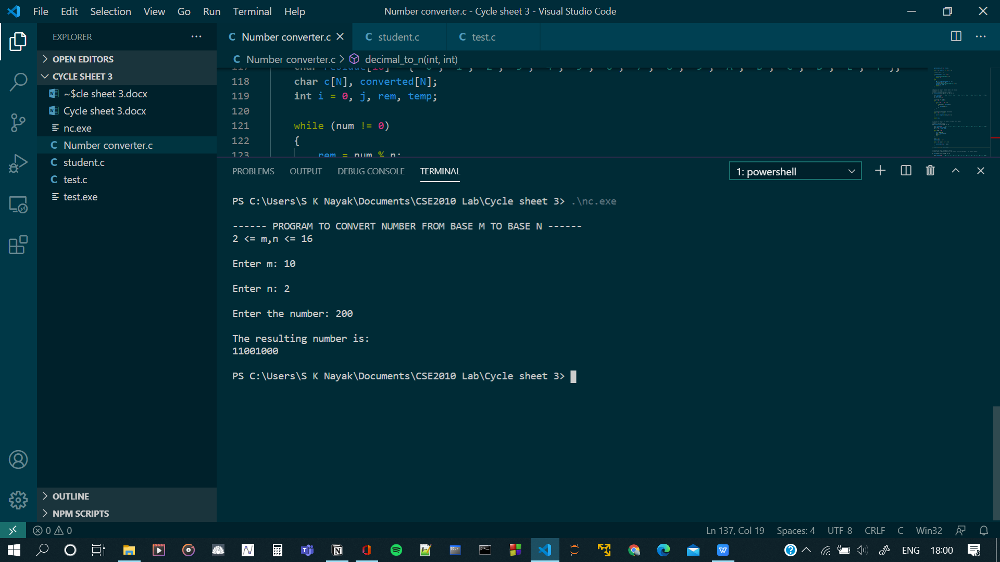 File Edit Selection View Go Run Terminal Help
Number converter.c - Cycle sheet 3 - Visual Studio Code
EXPLORER
OPEN EDITORS
CYCLE SHEET 3
~$cle sheet 3.docx
Cycle sheet 3.docx
nc.exe
Number converter.c
student.c
test.c
test.exe
OUTLINE
NPM SCRIPTS
Number converter.c student.c test.c
Number converter.c > decimal_to_n(int, int)
118 char c[N], converted[N];
119 int i = 0, j, rem, temp;
120
121 while (num != 0)
122 {
123 rem = num % n;
PROBLEMS OUTPUT DEBUG CONSOLE TERMINAL
1: powershell
PS C:\Users\S K Nayak\Documents\CSE2010 Lab\Cycle sheet 3> .\nc.exe
------ PROGRAM TO CONVERT NUMBER FROM BASE M TO BASE N ------
2 <= m,n <= 16
Enter m: 10
Enter n: 2
Enter the number: 200
The resulting number is:
11001000
PS C:\Users\S K Nayak\Documents\CSE2010 Lab\Cycle sheet 3>
0 0
Ln 137, Col 19 Spaces: 4 UTF-8 CRLF C Win32
ENG 18:00